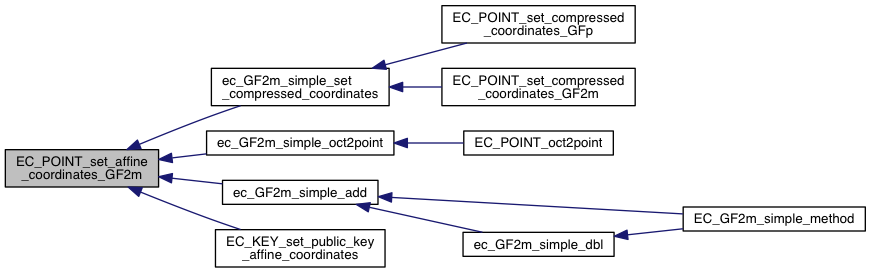 EC_POINT_set_compressed
_coordinates_GFp
ec_GF2m_simple_set
_compressed_coordinates
EC_POINT_set_compressed
_coordinates_GF2m
EC_POINT_set_affine
_coordinates_GF2m
ec_GF2m_simple_oct2point
EC_POINT_oct2point
ec_GF2m_simple_add
EC_GF2m_simple_method
EC_KEY_set_public_key
_affine_coordinates
ec_GF2m_simple_dbl